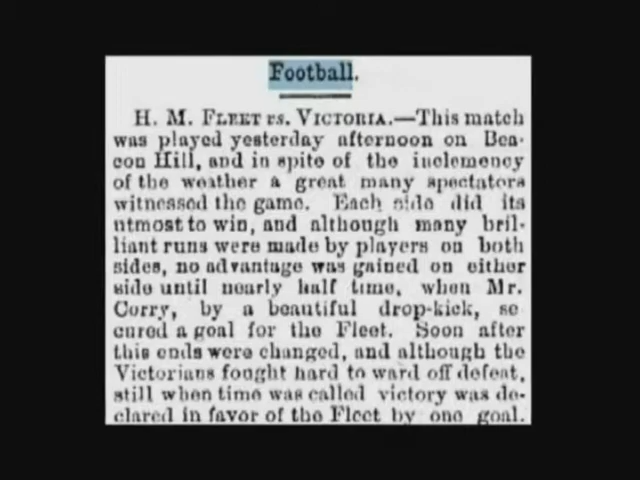 Football.
H. M. FLEET vs. VICTORIA.—This match
was played yesterday afternoon on Bea-
con Hill, and in spite of the inclemency
of the weather a great many spectators
witnessed the game. Each side did its
utmost to win, and although many bril-
liant runs were made by players on both
sides, no advantage was gained on either
side until nearly half time, when Mr.
Corry, by a beautiful drop-kick, se
cured a goal for the Fleet. Soon after
this ends were changed, and although the
Victorians fought hard to ward off defeat,
still when time was called victory was de-
clared in favor of the Fleet by one goal.